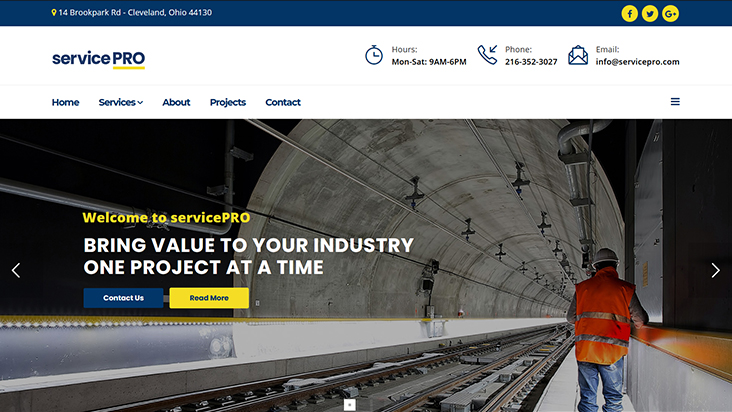 14 Brookpark Rd - Cleveland, Ohio 44130
servicePRO
Hours:
Mon-Sat: 9AM-6PM
Phone:
216-352-3027
Email:
info@servicepro.com
Home Services About Projects Contact
Welcome to servicePRO
BRING VALUE TO YOUR INDUSTRY
ONE PROJECT AT A TIME
Contact Us Read More